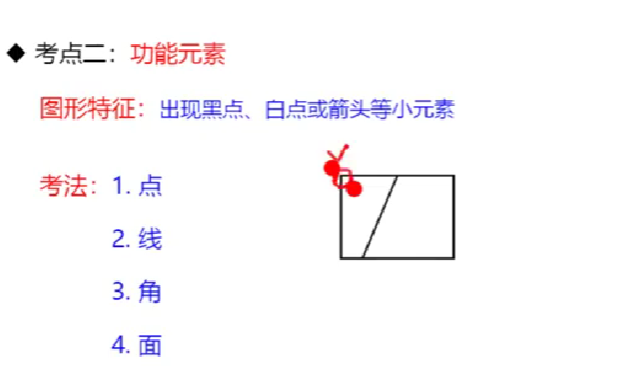 ◆ 考点二：功能元素
图形特征：出现黑点、白点或箭头等小元素
考法：1. 点
2. 线
3. 角
4. 面